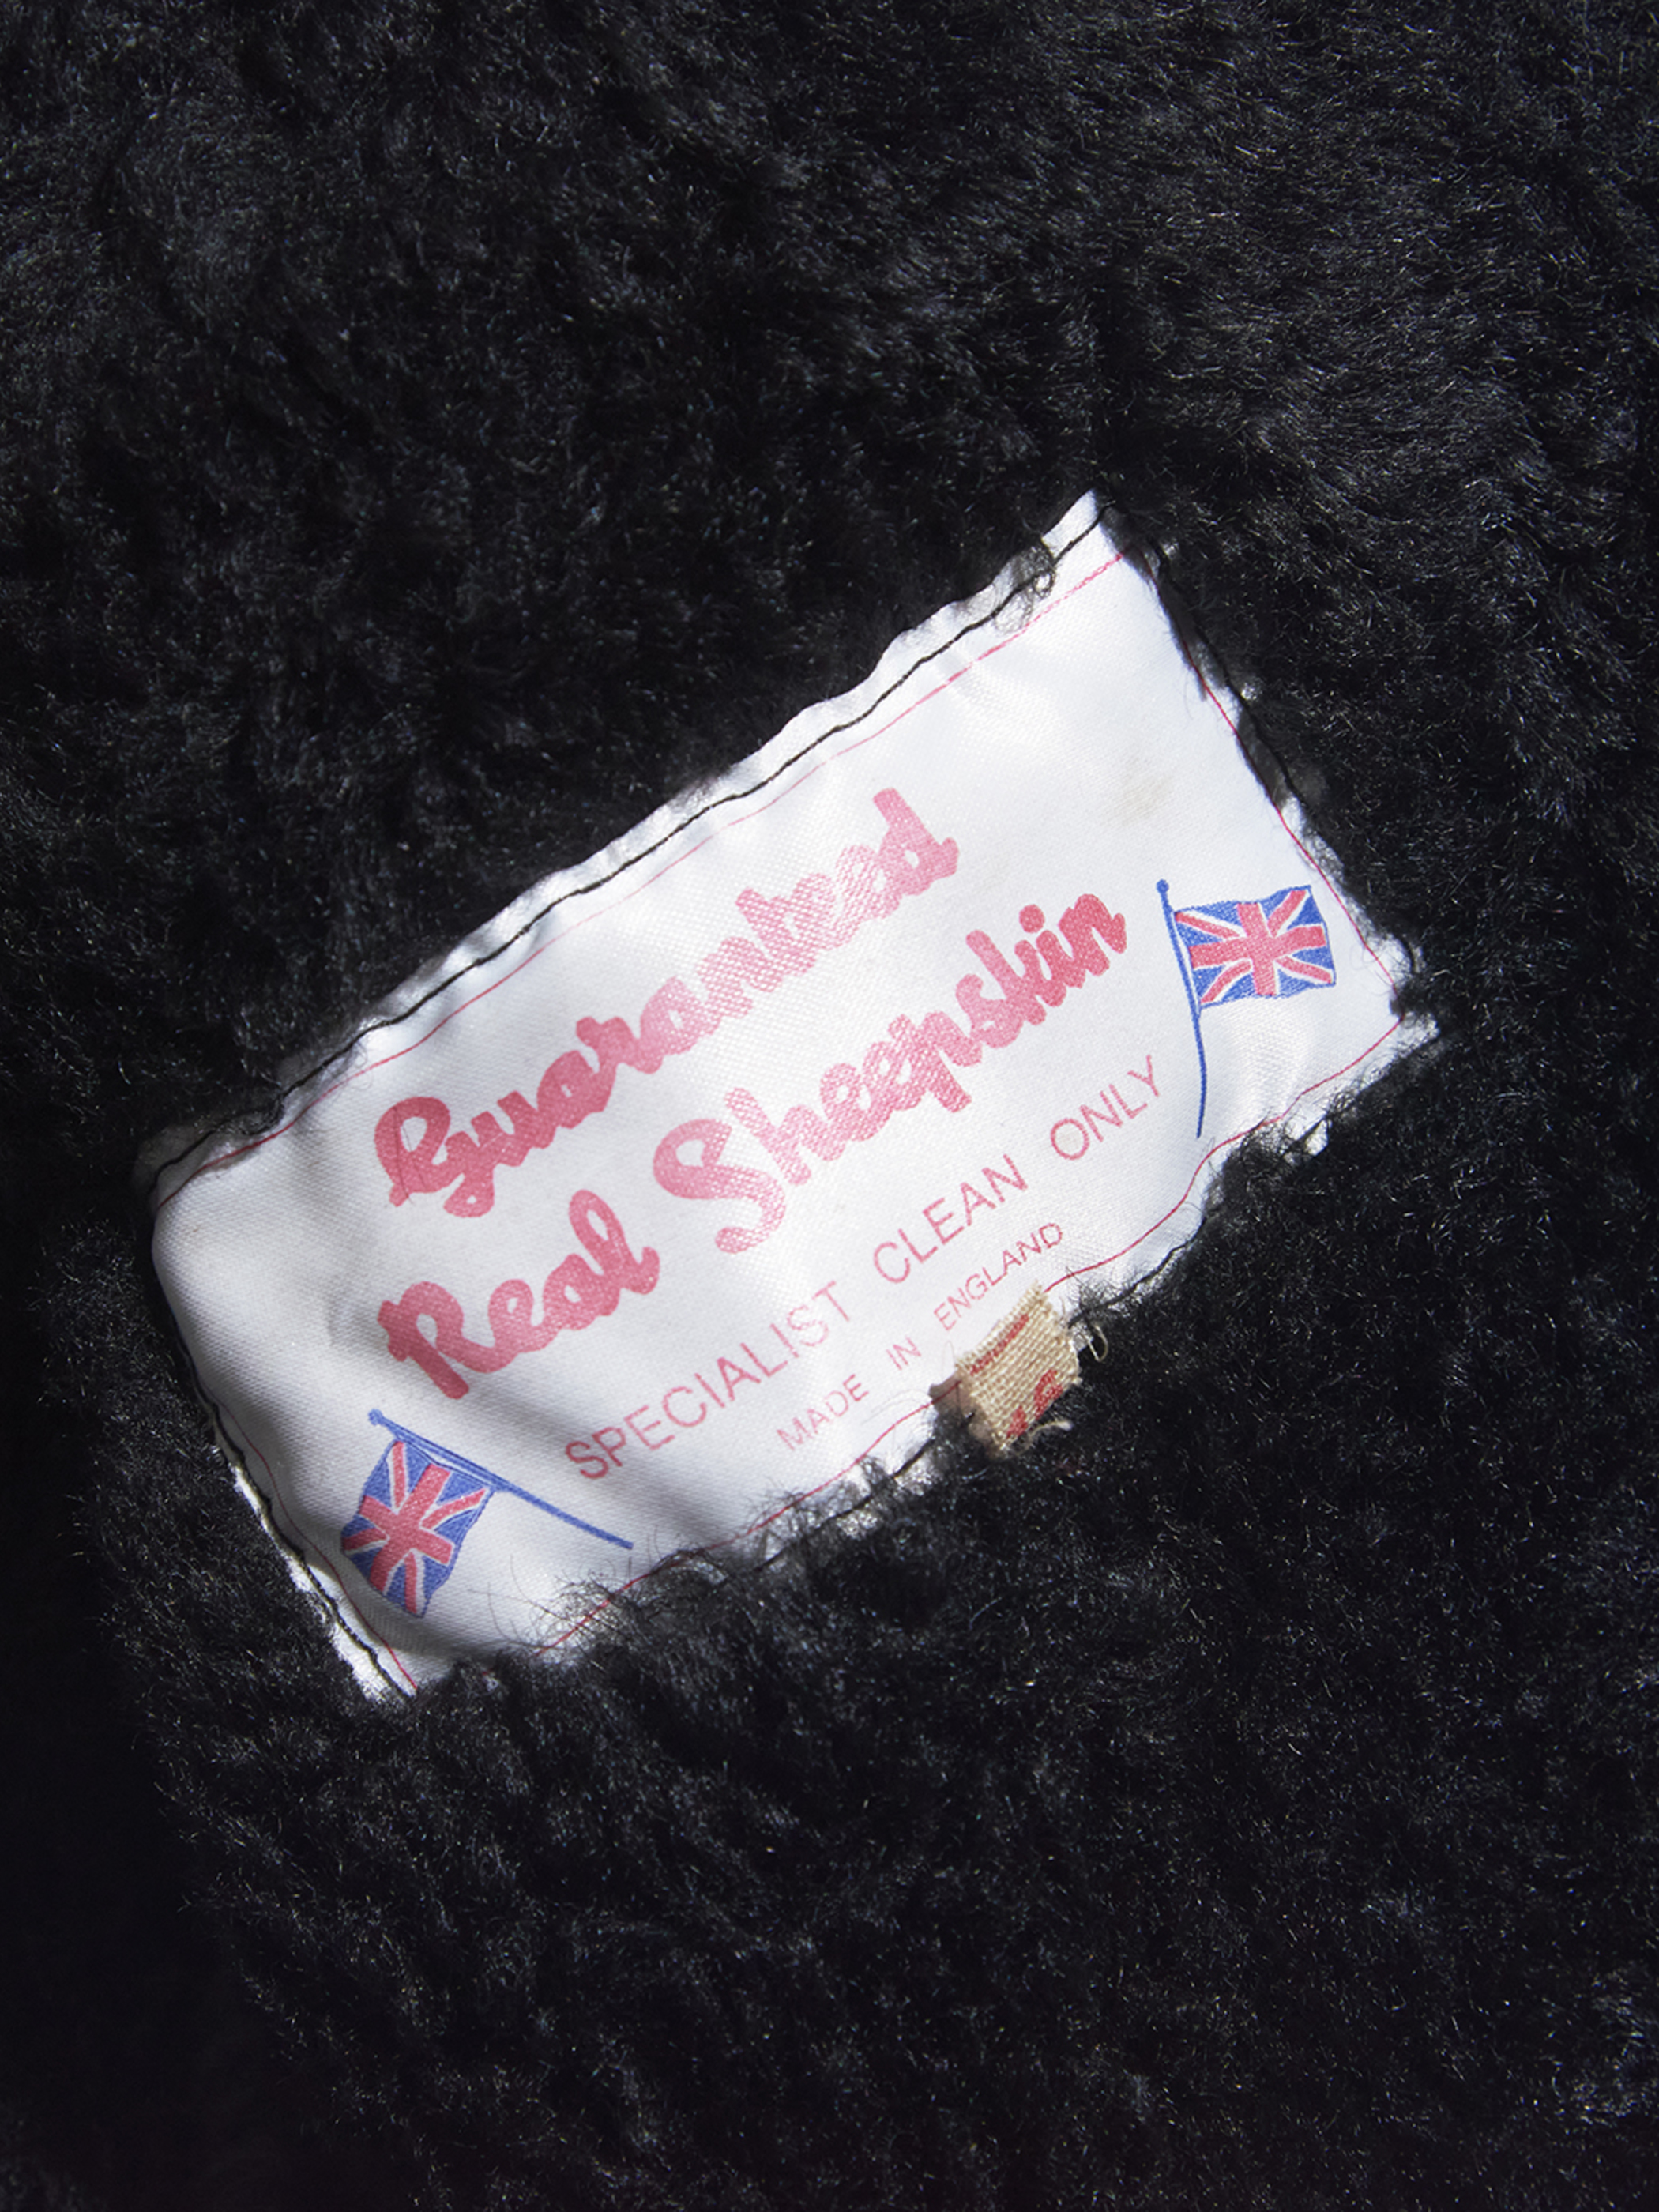 Guaranteed
Real Sheepskin
SPECIALIST CLEAN ONLY
MADE IN ENGLAND